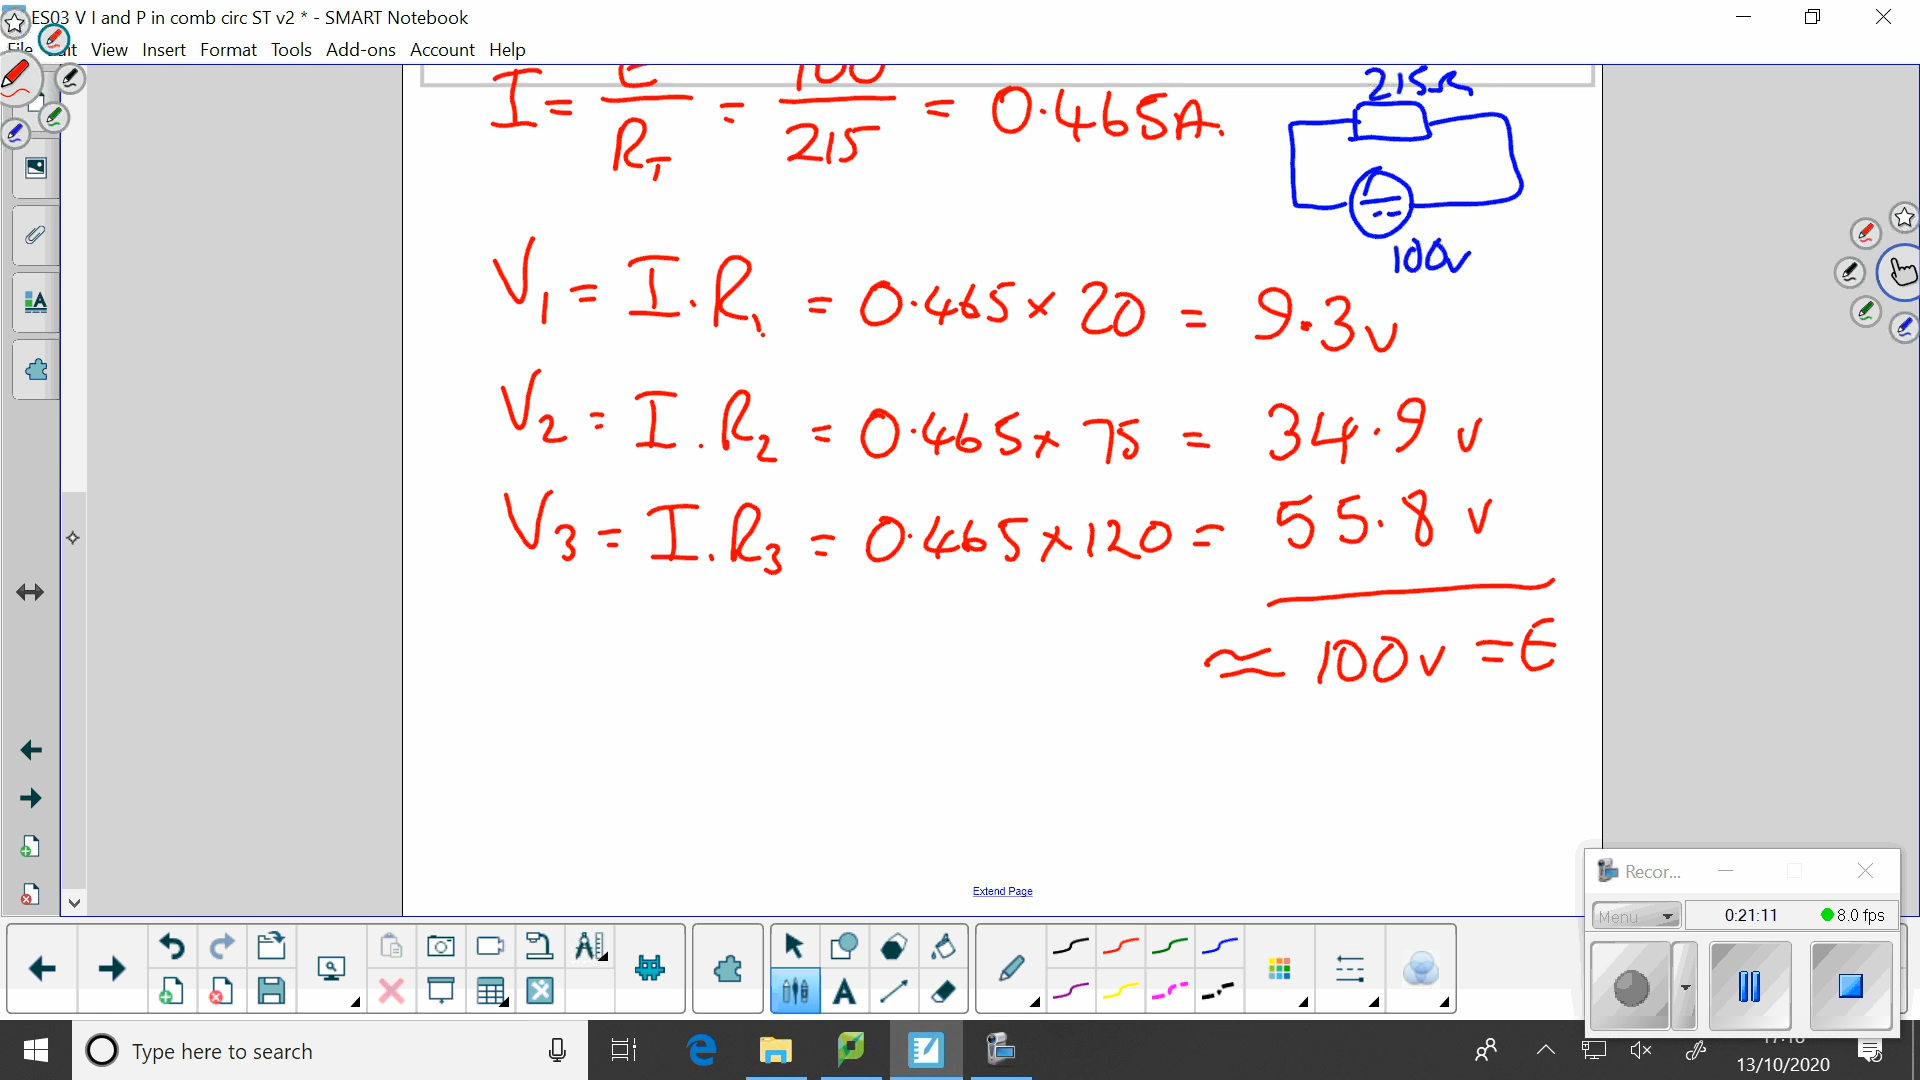 ES03 V I and P in comb circ ST v2 * - SMART Notebook
File Edit View Insert Format Tools Add-ons Account Help
I = E / R_T = 100 / 215 = 0.465A.
215Ω
100v
V₁ = I.R₁ = 0.465 × 20 = 9.3v
V₂ = I.R₂ = 0.465 × 75 = 34.9 v
V₃ = I.R₃ = 0.465 × 120 = 55.8 v
≈ 100v = E
Extend Page
Recor...
Menu
0:21:11
8.0 fps
Type here to search
13/10/2020